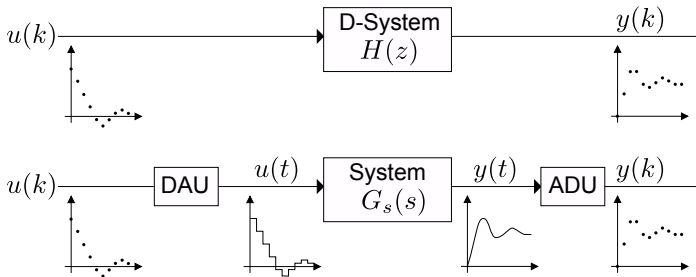 u(k) D-System y(k)
H(z)
u(k) DAU u(t) System y(t) ADU y(k)
G_s(s)